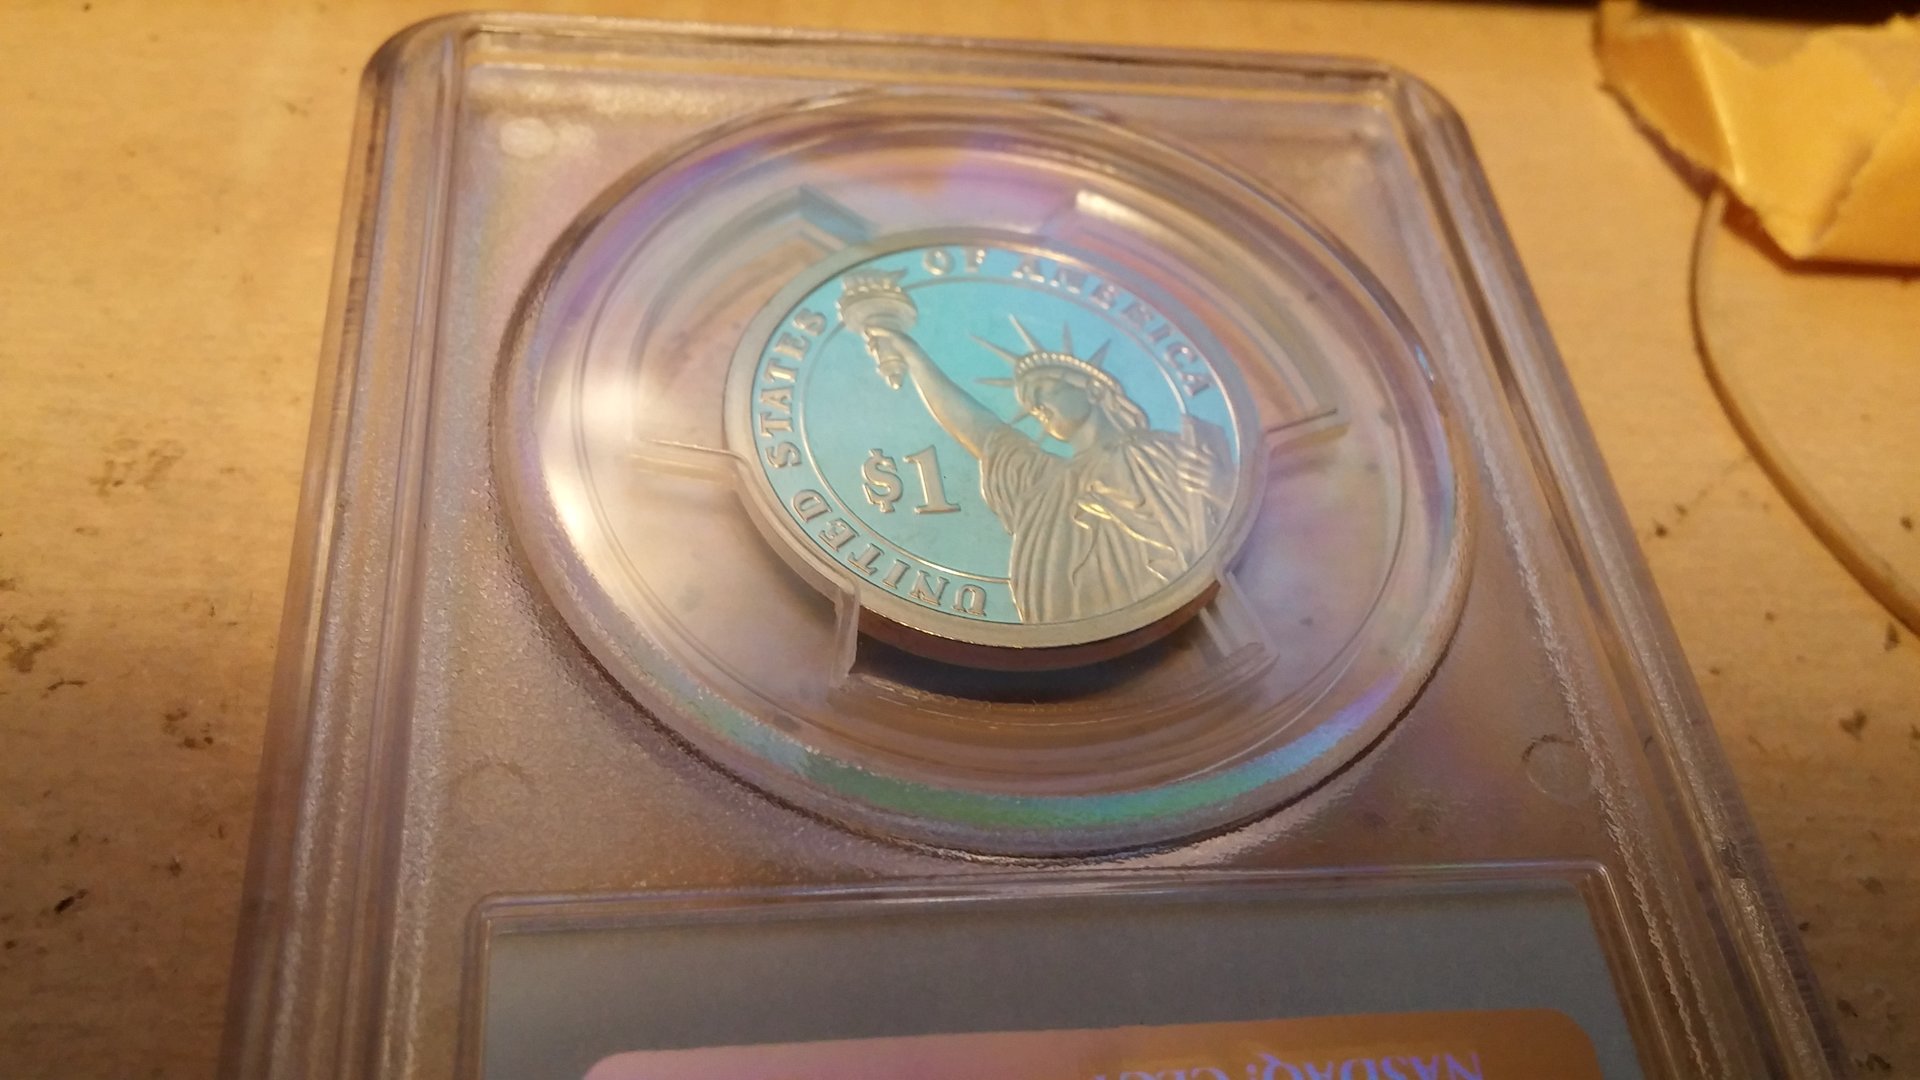 UNITED STATES OF AMERICA
$1
NASDAQ: CLCT